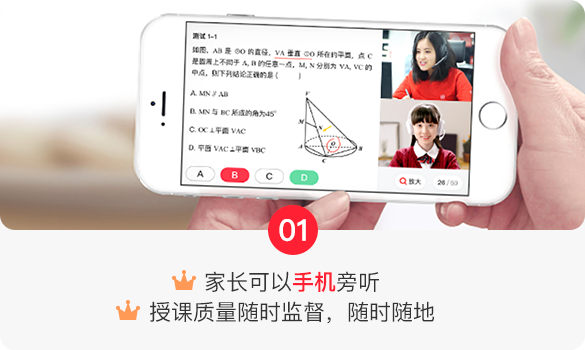 测试 1-1
如图，AB 是 ⊙O 的直径，VA 垂直 ⊙O 所在的平面，点 C
是圆周上不同于 A, B 的任意一点，M, N 分别为 VA, VC 的
中点，则下列结论正确的是（　　）
A. MN // AB
B. MN 与 BC 所成的角为45°
C. OC⊥平面 VAC
D. 平面 VAC⊥平面 VBC
V
M
N
A
O
B
C
A B C D
放大 26 / 59
01
家长可以手机旁听
授课质量随时监督，随时随地